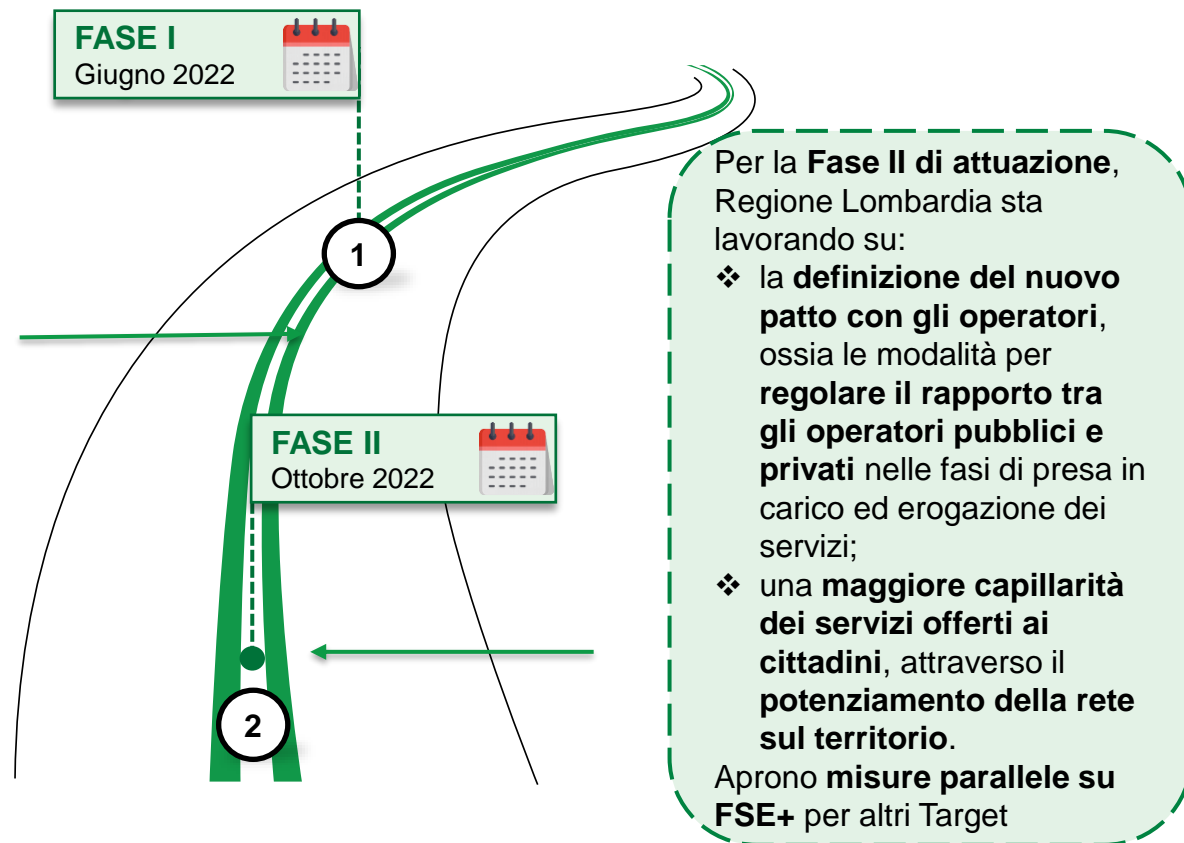 FASE I
Giugno 2022
1
FASE II
Ottobre 2022
2
Per la Fase II di attuazione,
Regione Lombardia sta
lavorando su:
❖ la definizione del nuovo
patto con gli operatori,
ossia le modalità per
regolare il rapporto tra
gli operatori pubblici e
privati nelle fasi di presa in
carico ed erogazione dei
servizi;
❖ una maggiore capillarità
dei servizi offerti ai
cittadini, attraverso il
potenziamento della rete
sul territorio.
Aprono misure parallele su
FSE+ per altri Target